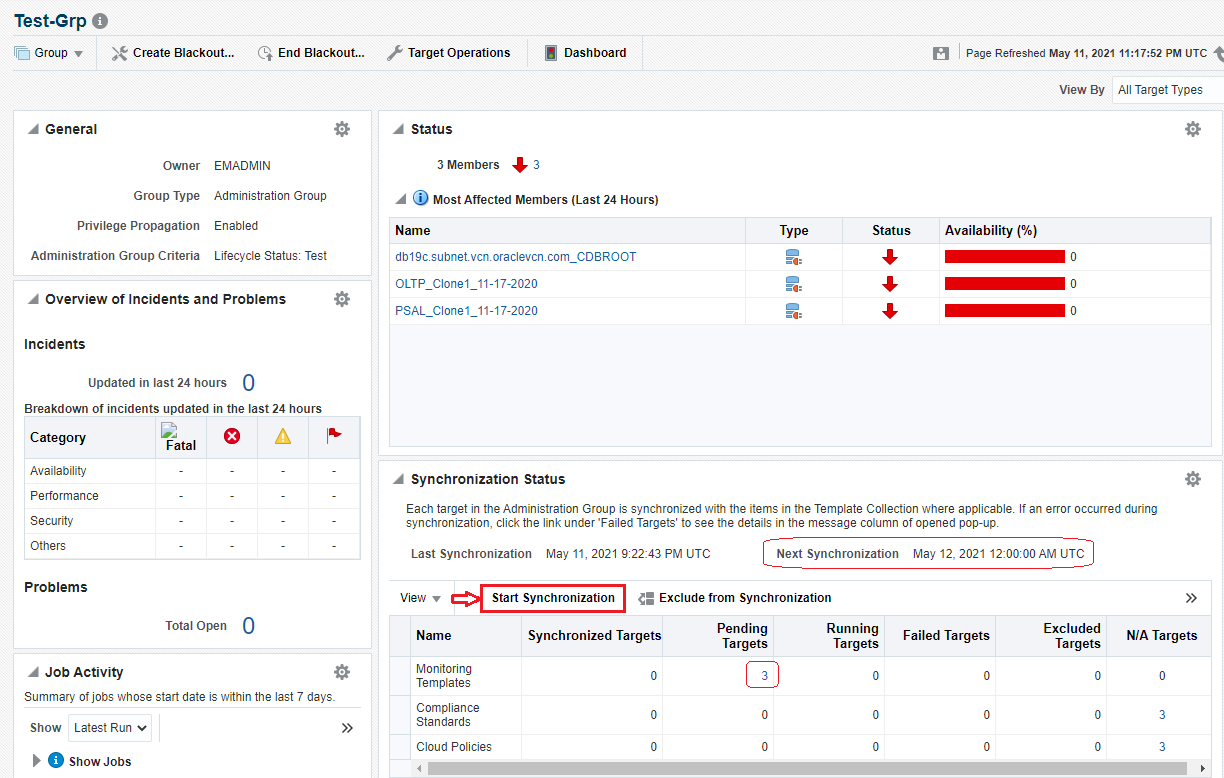 Test-Grp
Group Create Blackout... End Blackout... Target Operations Dashboard Page Refreshed May 11, 2021 11:17:52 PM UTC
View By All Target Types
General
Owner EMADMIN
Group Type Administration Group
Privilege Propagation Enabled
Administration Group Criteria Lifecycle Status: Test
Overview of Incidents and Problems
Incidents
Updated in last 24 hours 0
Breakdown of incidents updated in the last 24 hours
Category Fatal
Availability - - - -
Performance - - - -
Security - - - -
Others - - - -
Problems
Total Open 0
Job Activity
Summary of jobs whose start date is within the last 7 days.
Show Latest Run
Show Jobs
Status
3 Members 3
Most Affected Members (Last 24 Hours)
Name Type Status Availability (%)
db19c.subnet.vcn.oraclevcn.com_CDBROOT 0
OLTP_Clone1_11-17-2020 0
PSAL_Clone1_11-17-2020 0
Synchronization Status
Each target in the Administration Group is synchronized with the items in the Template Collection where applicable. If an error occurred during
synchronization, click the link under 'Failed Targets' to see the details in the message column of opened pop-up.
Last Synchronization May 11, 2021 9:22:43 PM UTC Next Synchronization May 12, 2021 12:00:00 AM UTC
View Start Synchronization Exclude from Synchronization
Name Synchronized Targets Pending Targets Running Targets Failed Targets Excluded Targets N/A Targets
Monitoring Templates 0 3 0 0 0 0
Compliance Standards 0 0 0 0 0 3
Cloud Policies 0 0 0 0 0 3